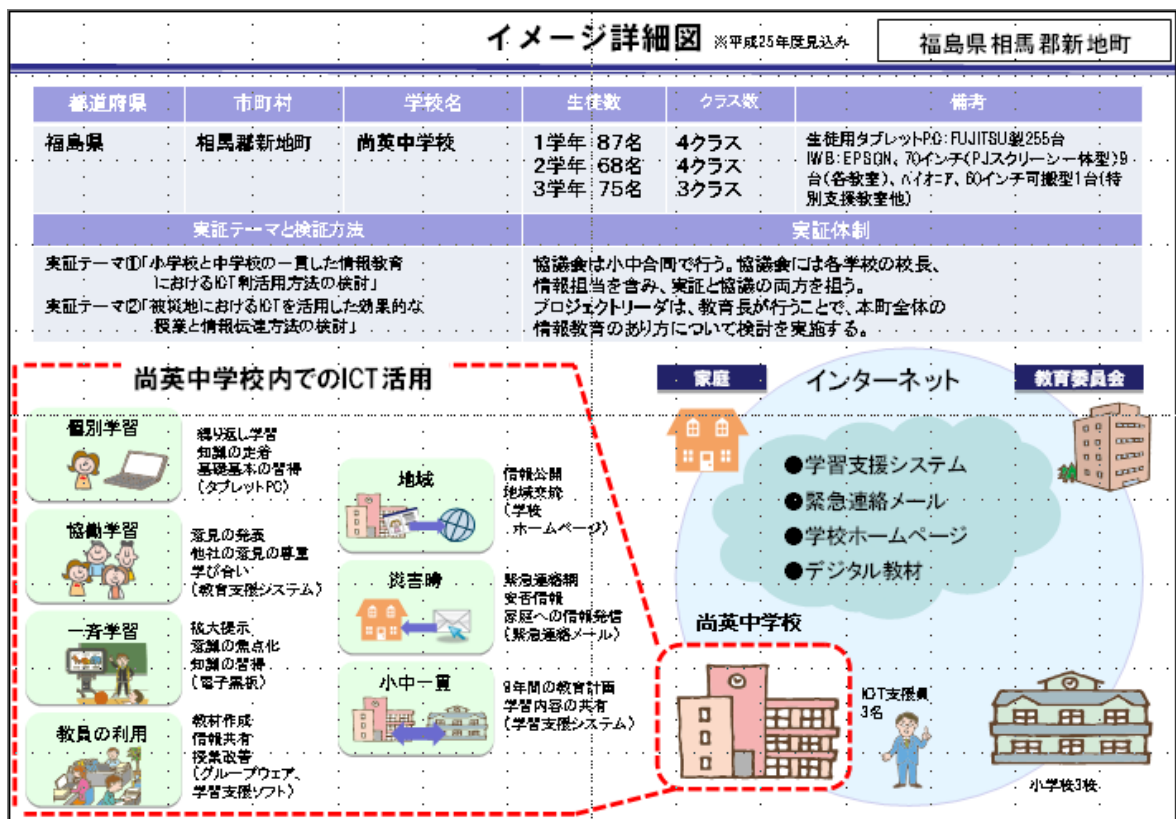 イメージ詳細図 ※平成25年度見込み
福島県相馬郡新地町
都道府県 市町村 学校名 生徒数 クラス数 備考
福島県 相馬郡新地町 尚英中学校
1学年 87名 4クラス
2学年 68名 4クラス
3学年 75名 3クラス
生徒用タブレットPC:FUJITSU製255台
IWB:EPSON、70インチ(PJスクリーン一体型)9
台(各教室)、パイオニア、60インチ可搬型1台(特
別支援教室他)
実証テーマと検証方法
実証テーマ①「小学校と中学校の一貫した情報教育
におけるICT利活用方法の検討」
実証テーマ②「被災地におけるICTを活用した効果的な
授業と情報伝達方法の検討」
実証体制
協議会は小中合同で行う。協議会には各学校の校長、
情報担当を含み、実証と協議の両方を担う。
プロジェクトリーダは、教育長が行うことで、本町全体の
情報教育のあり方について検討を実施する。
尚英中学校内でのICT活用
個別学習
繰り返し学習
知識の定着
基礎基本の習得
(タブレットPC)
協働学習
意見の発表
他社の意見の尊重
学び合い
(教育支援システム)
一斉学習
拡大提示
意識の焦点化
知識の習得
(電子黒板)
教員の利用
教材作成
情報共有
授業改善
(グループウェア、
学習支援ソフト)
地域
情報公開
地域交流
(学校
ホームページ)
災害時
緊急連絡網
安否情報
家庭への情報発信
(緊急連絡メール)
小中一貫
9年間の教育計画
学習内容の共有
(学習支援システム)
家庭
インターネット
教育委員会
●学習支援システム
●緊急連絡メール
●学校ホームページ
●デジタル教材
尚英中学校
ICT支援員
3名
小学校3校